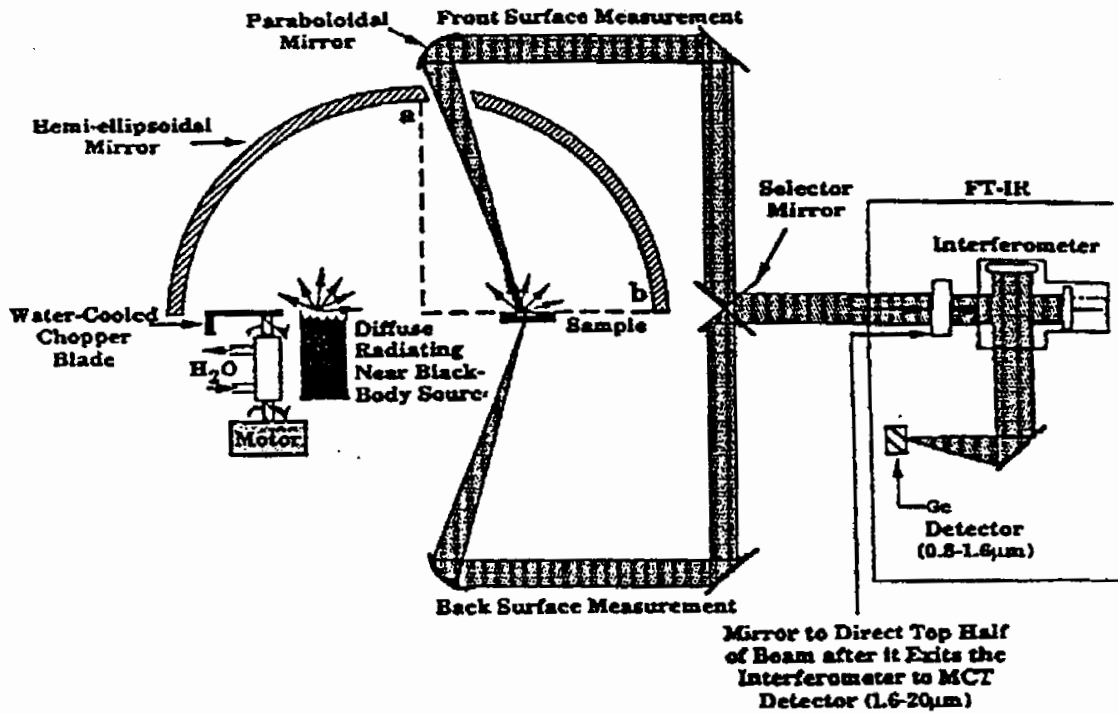 Paraboloidal
Mirror
Front Surface Measurement
a
Hemi-ellipsoidal
Mirror
Selector
Mirror
FT-IR
Interferometer
b
Water-Cooled
Chopper
Blade
H2O
Motor
Diffuse
Radiating
Near Black-
Body Source
Sample
Ge
Detector
(0.8-1.6μm)
Back Surface Measurement
Mirror to Direct Top Half
of Beam after it Exits the
Interferometer to MCT
Detector (1.6-20μm)